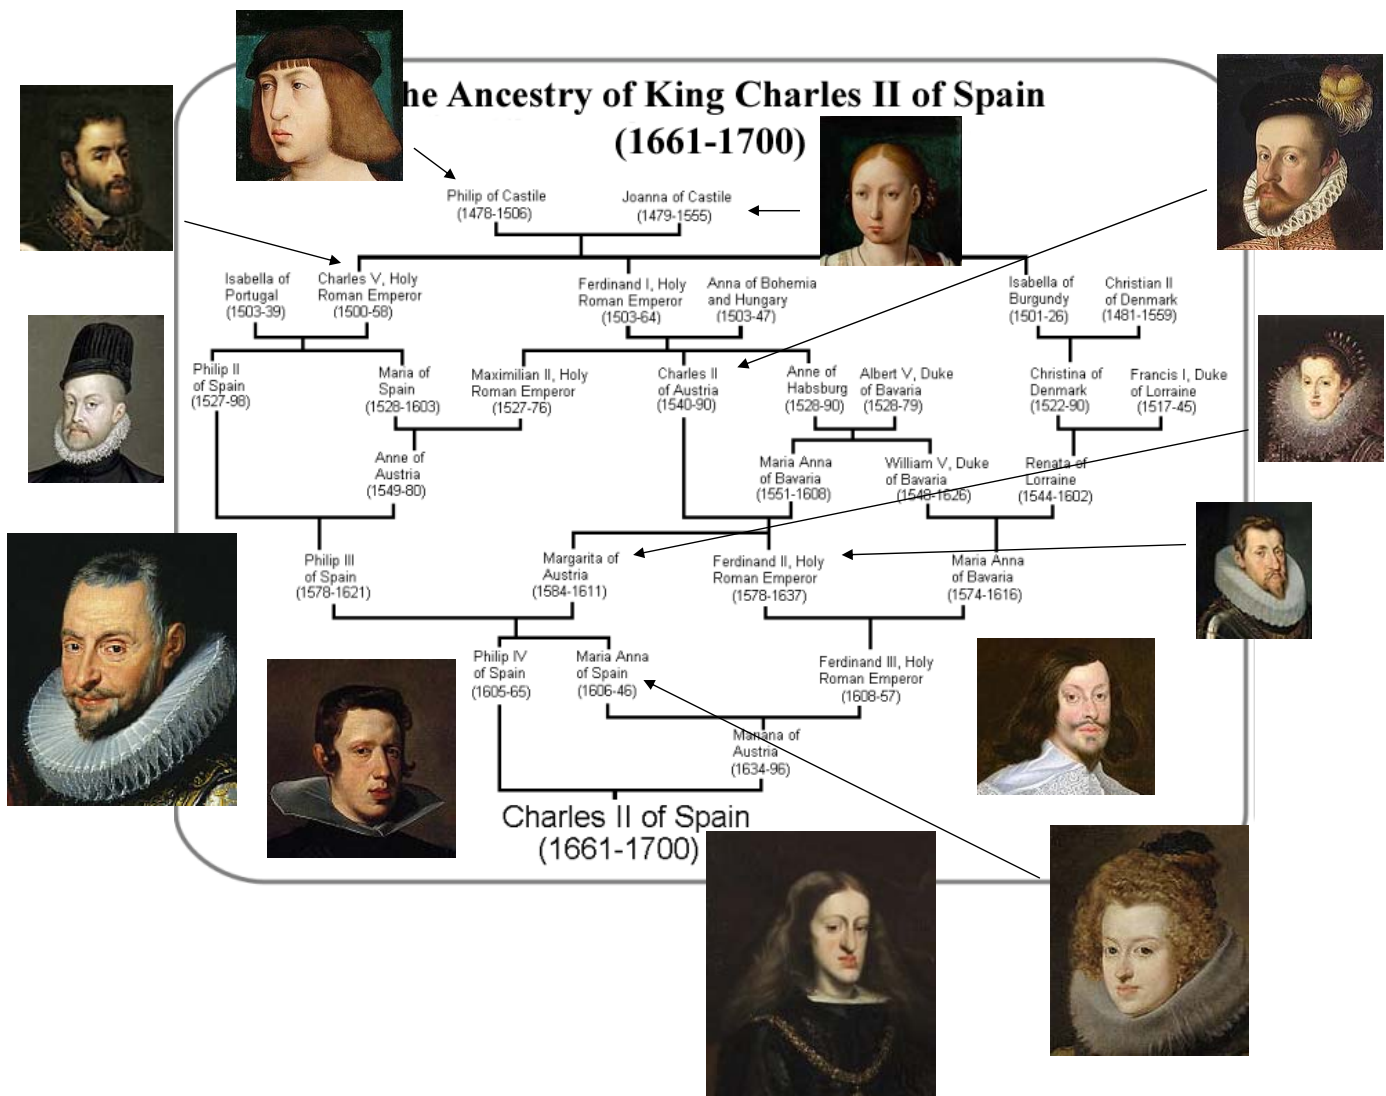 he Ancestry of King Charles II of Spain
(1661-1700)
Philip of Castile
(1478-1506)
Joanna of Castile
(1479-1555)
Isabella of
Portugal
(1503-39)
Charles V, Holy
Roman Emperor
(1500-58)
Ferdinand I, Holy
Roman Emperor
(1503-64)
Anna of Bohemia
and Hungary
(1503-47)
Isabella of
Burgundy
(1501-26)
Christian II
of Denmark
(1481-1559)
Philip II
of Spain
(1527-98)
Maria of
Spain
(1528-1603)
Maximilian II, Holy
Roman Emperor
(1527-76)
Charles II
of Austria
(1540-90)
Anne of
Habsburg
(1528-90)
Albert V, Duke
of Bavaria
(1528-79)
Christina of
Denmark
(1522-90)
Francis I, Duke
of Lorraine
(1517-45)
Anne of
Austria
(1549-80)
Maria Anna
of Bavaria
(1551-1608)
William V, Duke
of Bavaria
(1548-1626)
Renata of
Lorraine
(1544-1602)
Philip III
of Spain
(1578-1621)
Margarita of
Austria
(1584-1611)
Ferdinand II, Holy
Roman Emperor
(1578-1637)
Maria Anna
of Bavaria
(1574-1616)
Philip IV
of Spain
(1605-65)
Maria Anna
of Spain
(1606-46)
Ferdinand III, Holy
Roman Emperor
(1608-57)
Mariana of
Austria
(1634-96)
Charles II of Spain
(1661-1700)